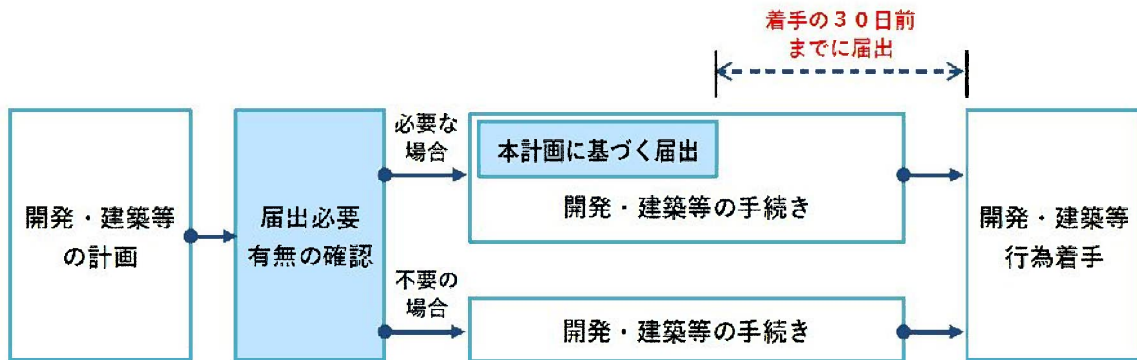 着手の３０日前
までに届出
開発・建築等
の計画
届出必要
有無の確認
必要な
場合
本計画に基づく届出
開発・建築等の手続き
不要の
場合
開発・建築等の手続き
開発・建築等
行為着手